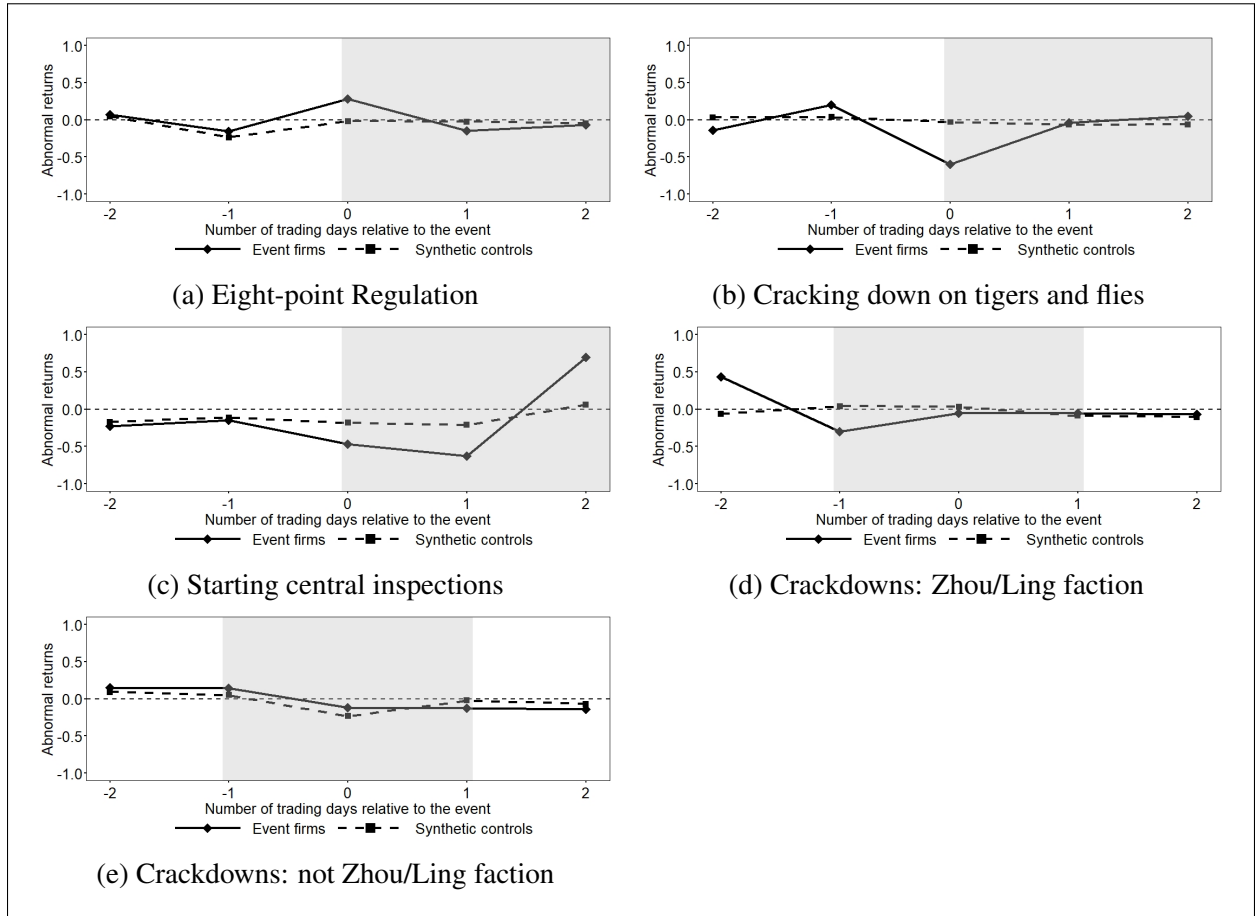 1.0
0.5
0.0
-0.5
-1.0
Abnormal returns
-2 -1 0 1 2
Number of trading days relative to the event
Event firms Synthetic controls
(a) Eight-point Regulation
1.0
0.5
0.0
-0.5
-1.0
Abnormal returns
-2 -1 0 1 2
Number of trading days relative to the event
Event firms Synthetic controls
(b) Cracking down on tigers and flies
1.0
0.5
0.0
-0.5
-1.0
Abnormal returns
-2 -1 0 1 2
Number of trading days relative to the event
Event firms Synthetic controls
(c) Starting central inspections
1.0
0.5
0.0
-0.5
-1.0
Abnormal returns
-2 -1 0 1 2
Number of trading days relative to the event
Event firms Synthetic controls
(d) Crackdowns: Zhou/Ling faction
1.0
0.5
0.0
-0.5
-1.0
Abnormal returns
-2 -1 0 1 2
Number of trading days relative to the event
Event firms Synthetic controls
(e) Crackdowns: not Zhou/Ling faction